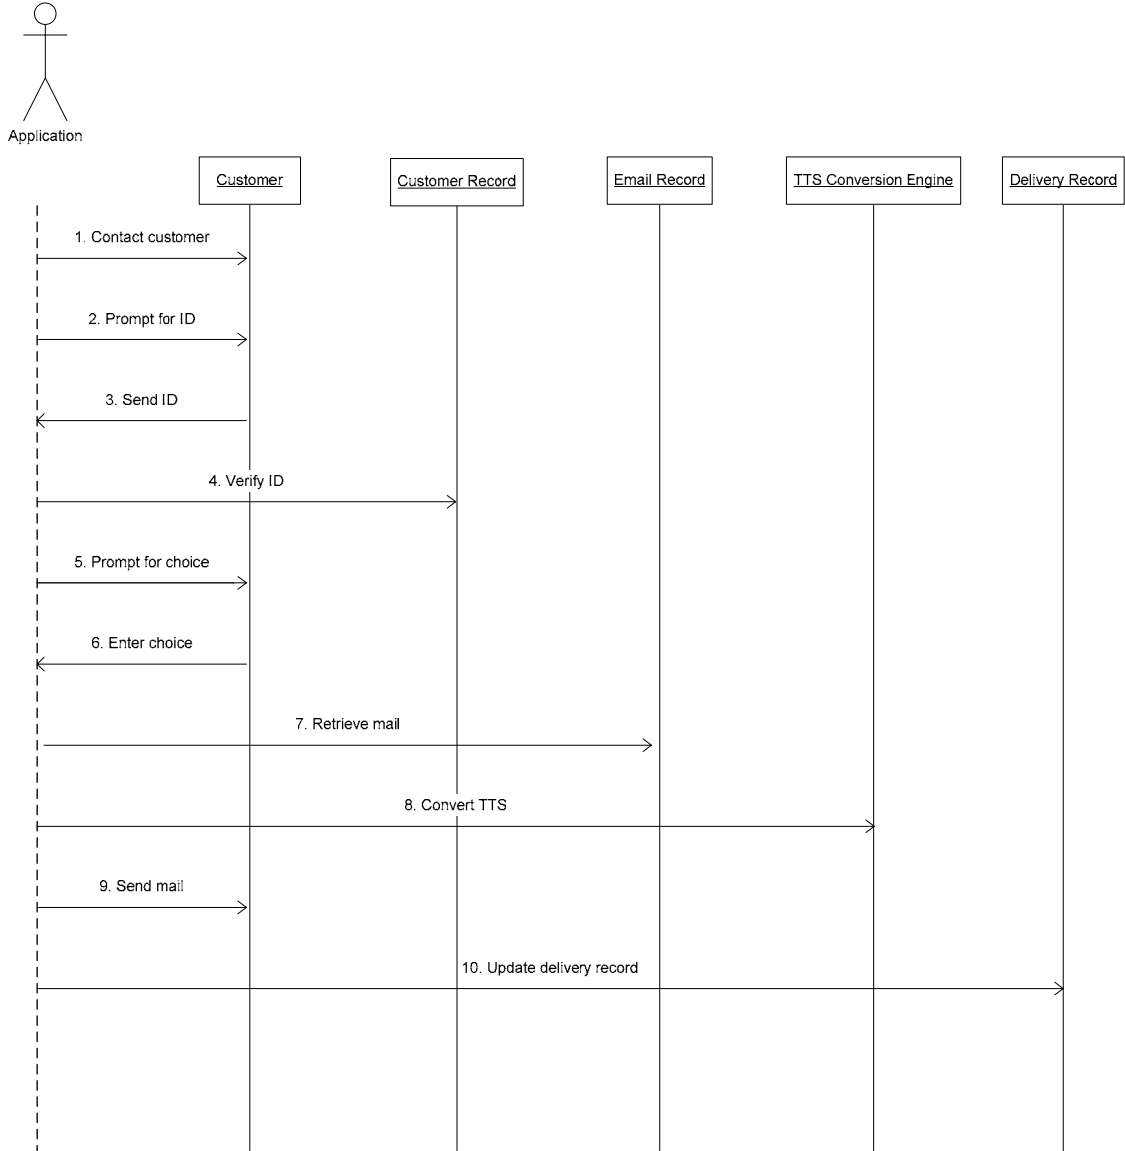 Application
Customer
Customer Record
Email Record
TTS Conversion Engine
Delivery Record
1. Contact customer
2. Prompt for ID
3. Send ID
4. Verify ID
5. Prompt for choice
6. Enter choice
7. Retrieve mail
8. Convert TTS
9. Send mail
10. Update delivery record